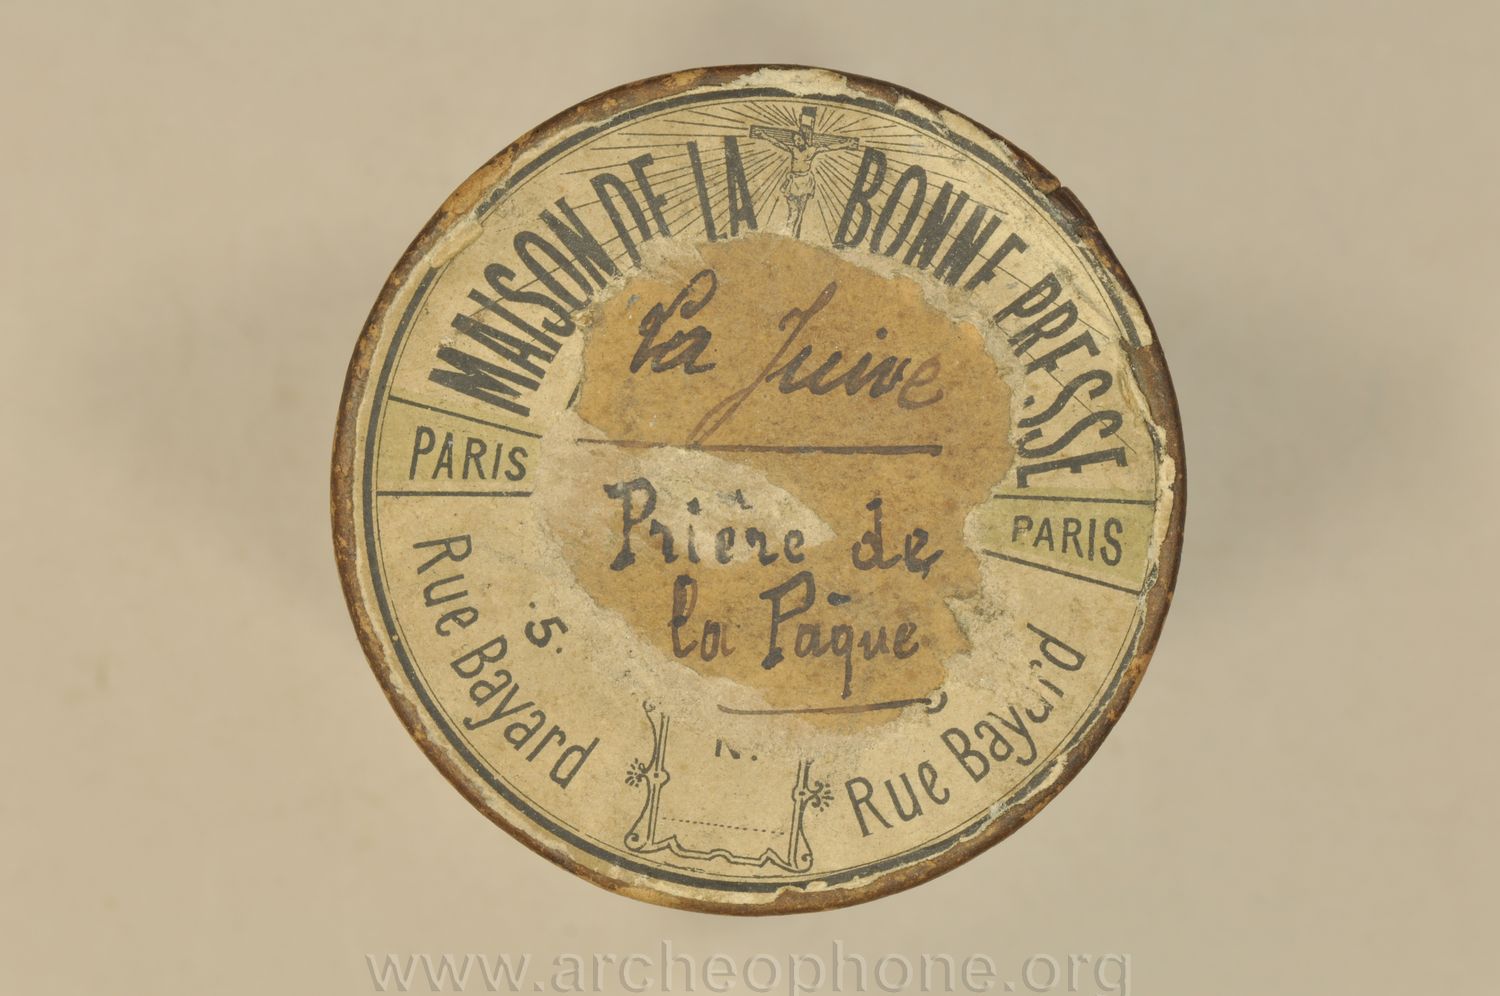 MAISON DE LA BONNE PRESSE
PARIS
PARIS
.5.
Rue Bayard
Rue Bayard
La Juive
Prière de
la Pâque
N.
www.archeophone.org